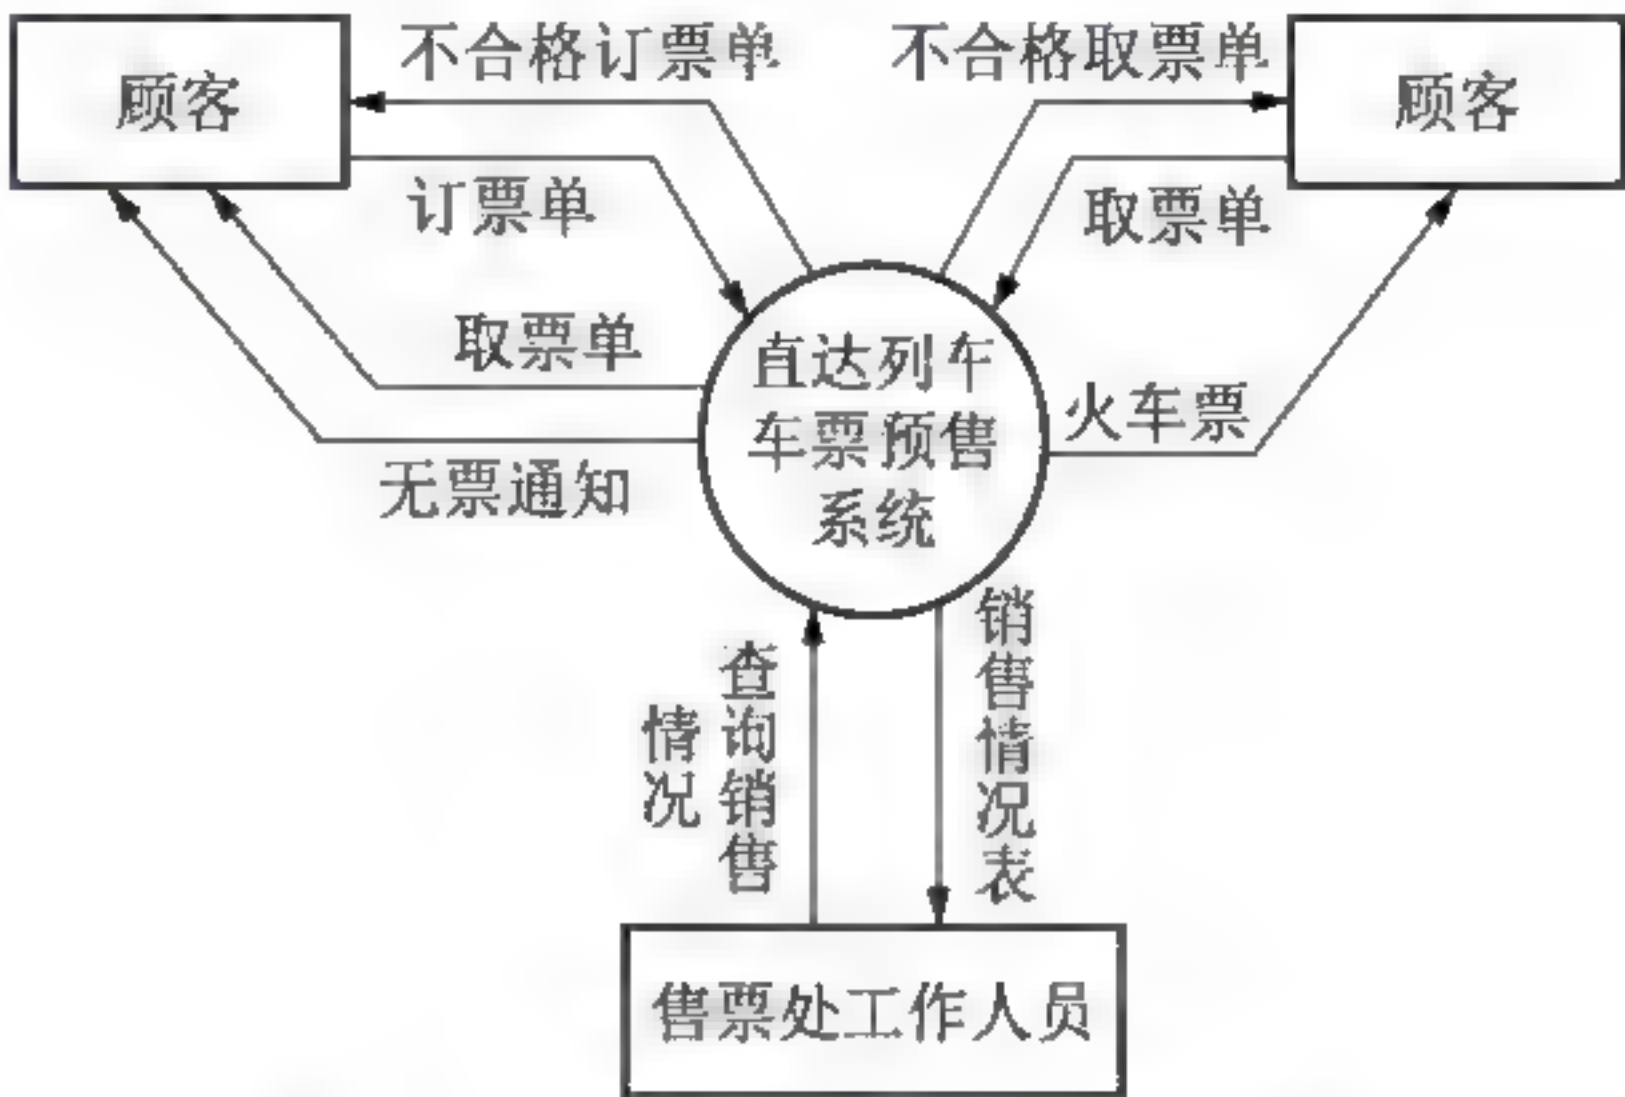 不合格订票单
不合格取票单
顾客
顾客
订票单
取票单
取票单
直达列车
车票预售
系统
火车票
无票通知
查询销售
情况
销售情况表
售票处工作人员